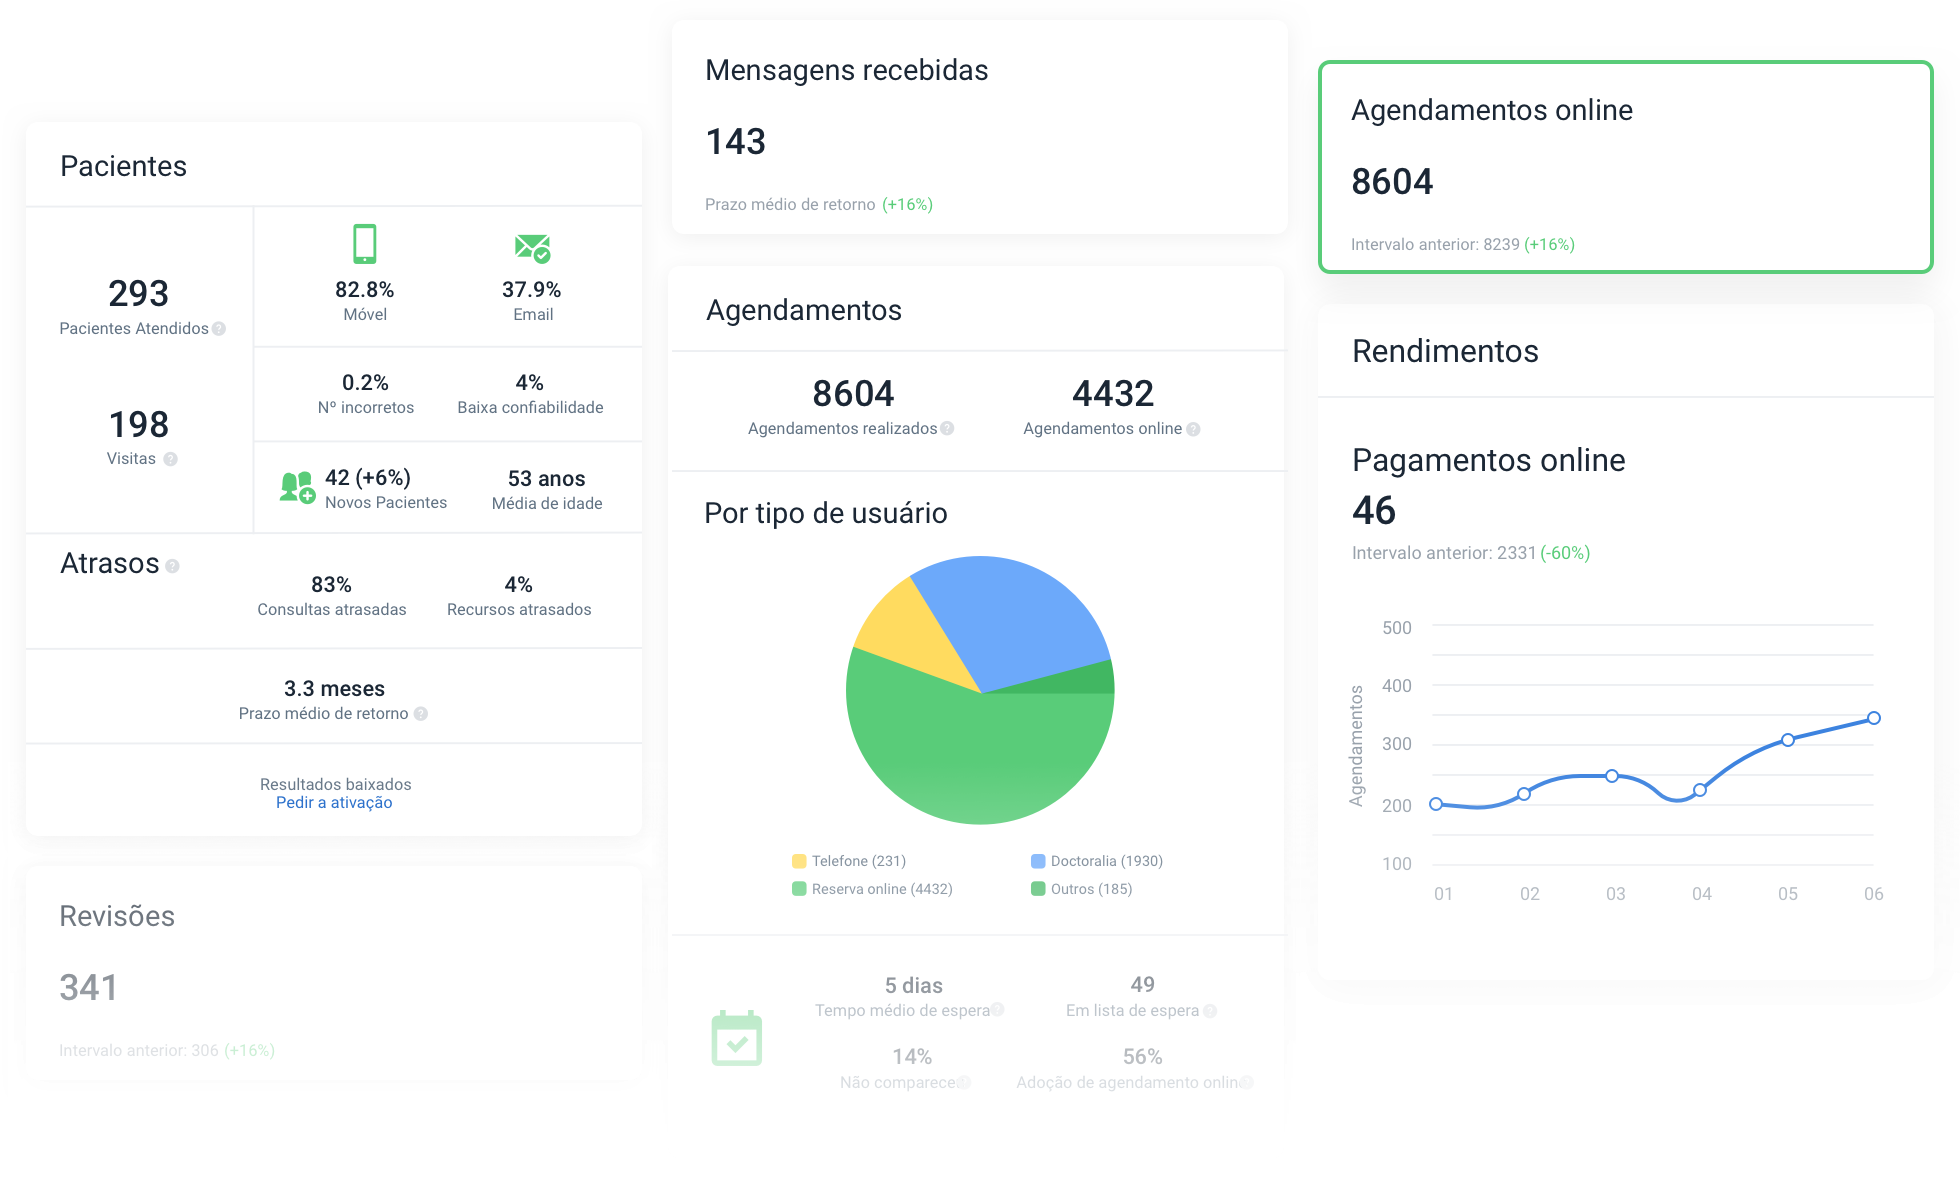 Pacientes
293
Pacientes Atendidos
198
Visitas
82.8%
Móvel
37.9%
Email
0.2%
Nº incorretos
4%
Baixa confiabilidade
42 (+6%)
Novos Pacientes
53 anos
Média de idade
Atrasos
83%
Consultas atrasadas
4%
Recursos atrasados
3.3 meses
Prazo médio de retorno
Resultados baixados
Pedir a ativação
Revisões
341
Intervalo anterior: 306 (+16%)
Mensagens recebidas
143
Prazo médio de retorno (+16%)
Agendamentos
8604
Agendamentos realizados
4432
Agendamentos online
Por tipo de usuário
Telefone (231)
Doctoralia (1930)
Reserva online (4432)
Outros (185)
5 dias
Tempo médio de espera
49
Em lista de espera
14%
Não comparece
56%
Adoção de agendamento onlin
Agendamentos online
8604
Intervalo anterior: 8239 (+16%)
Rendimentos
Pagamentos online
46
Intervalo anterior: 2331 (-60%)
Agendamentos
500
400
300
200
100
01 02 03 04 05 06